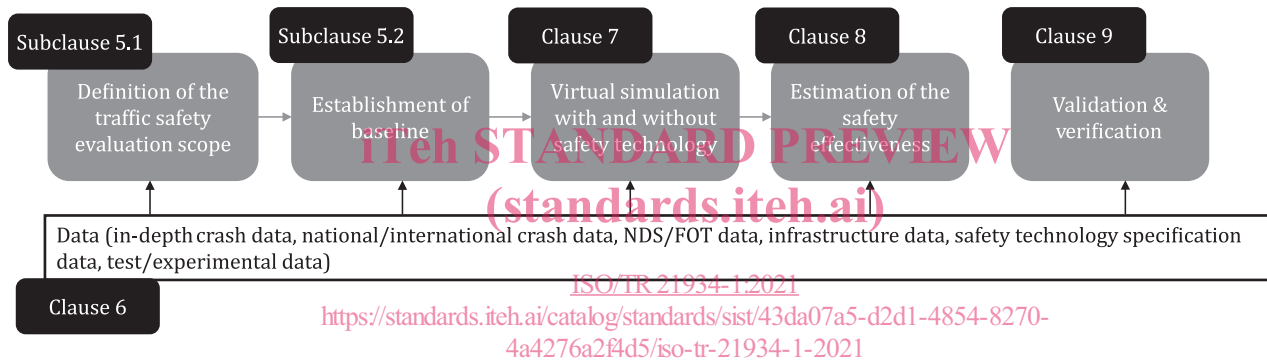 Subclause 5.1
Subclause 5.2
Clause 7
Clause 8
Clause 9
Definition of the
traffic safety
evaluation scope
Establishment of
baseline
Virtual simulation
with and without
safety technology
Estimation of the
safety
effectiveness
Validation &
verification
iTeh STANDARD PREVIEW
(standards.iteh.ai)
Data (in-depth crash data, national/international crash data, NDS/FOT data, infrastructure data, safety technology specification
data, test/experimental data)
Clause 6
ISO/TR 21934-1:2021
https://standards.iteh.ai/catalog/standards/sist/43da07a5-d2d1-4854-8270-
4a4276a2f4d5/iso-tr-21934-1-2021